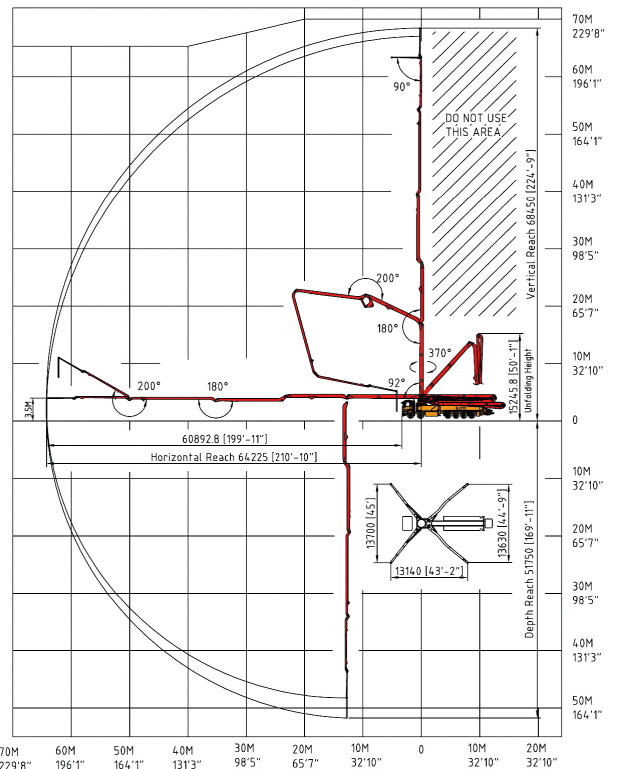 70M
229'8"
60M
196'1"
90°
DO NOT USE
THIS AREA
50M
164'1"
40M
131'3"
Vertical Reach 68450 [224'-9"]
30M
98'5"
200°
20M
65'7"
180°
370°
10M
32'10"
15245.8 [50'-1"]
Unfolding Height
92°
200°
180°
3.5M
0
60892.8 [199'-11"]
Horizontal Reach 64225 [210'-10"]
10M
32'10"
13700 [45']
13630 [44'-9"]
20M
65'7"
13140 [43'-2"]
Depth Reach 51750 [169'-11"]
30M
98'5"
40M
131'3"
50M
164'1"
70M 60M 50M 40M 30M 20M 10M 0 10M 20M
229'8" 196'1" 164'1" 131'3" 98'5" 65'7" 32'10" 32'10" 32'10"